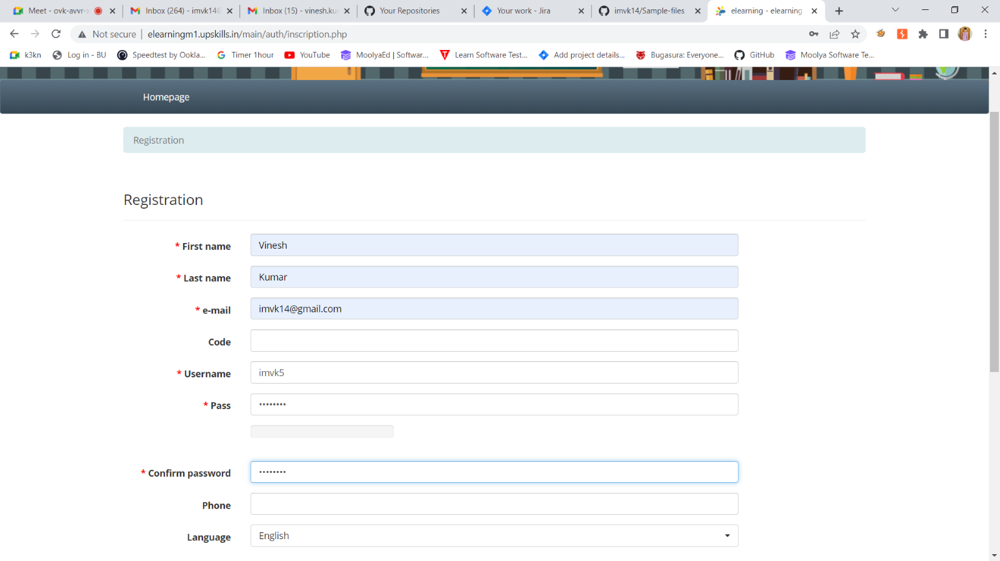 Meet - ovk-avvr-x
Inbox (264) - imvk14@
Inbox (15) - vinesh.ku
Your Repositories
Your work - Jira
imvk14/Sample-files
elearning - elearning
Not secure | elearningm1.upskills.in/main/auth/inscription.php
k3kn
Log in - BU
Speedtest by Ookla...
Timer 1hour
YouTube
MoolyaEd | Softwar...
Learn Software Test...
Add project details...
Bugasura: Everyone...
GitHub
Moolya Software Te...
Homepage
Registration
Registration
* First name
Vinesh
* Last name
Kumar
* e-mail
imvk14@gmail.com
Code
* Username
imvk5
* Pass
••••••••
* Confirm password
••••••••
Phone
Language
English